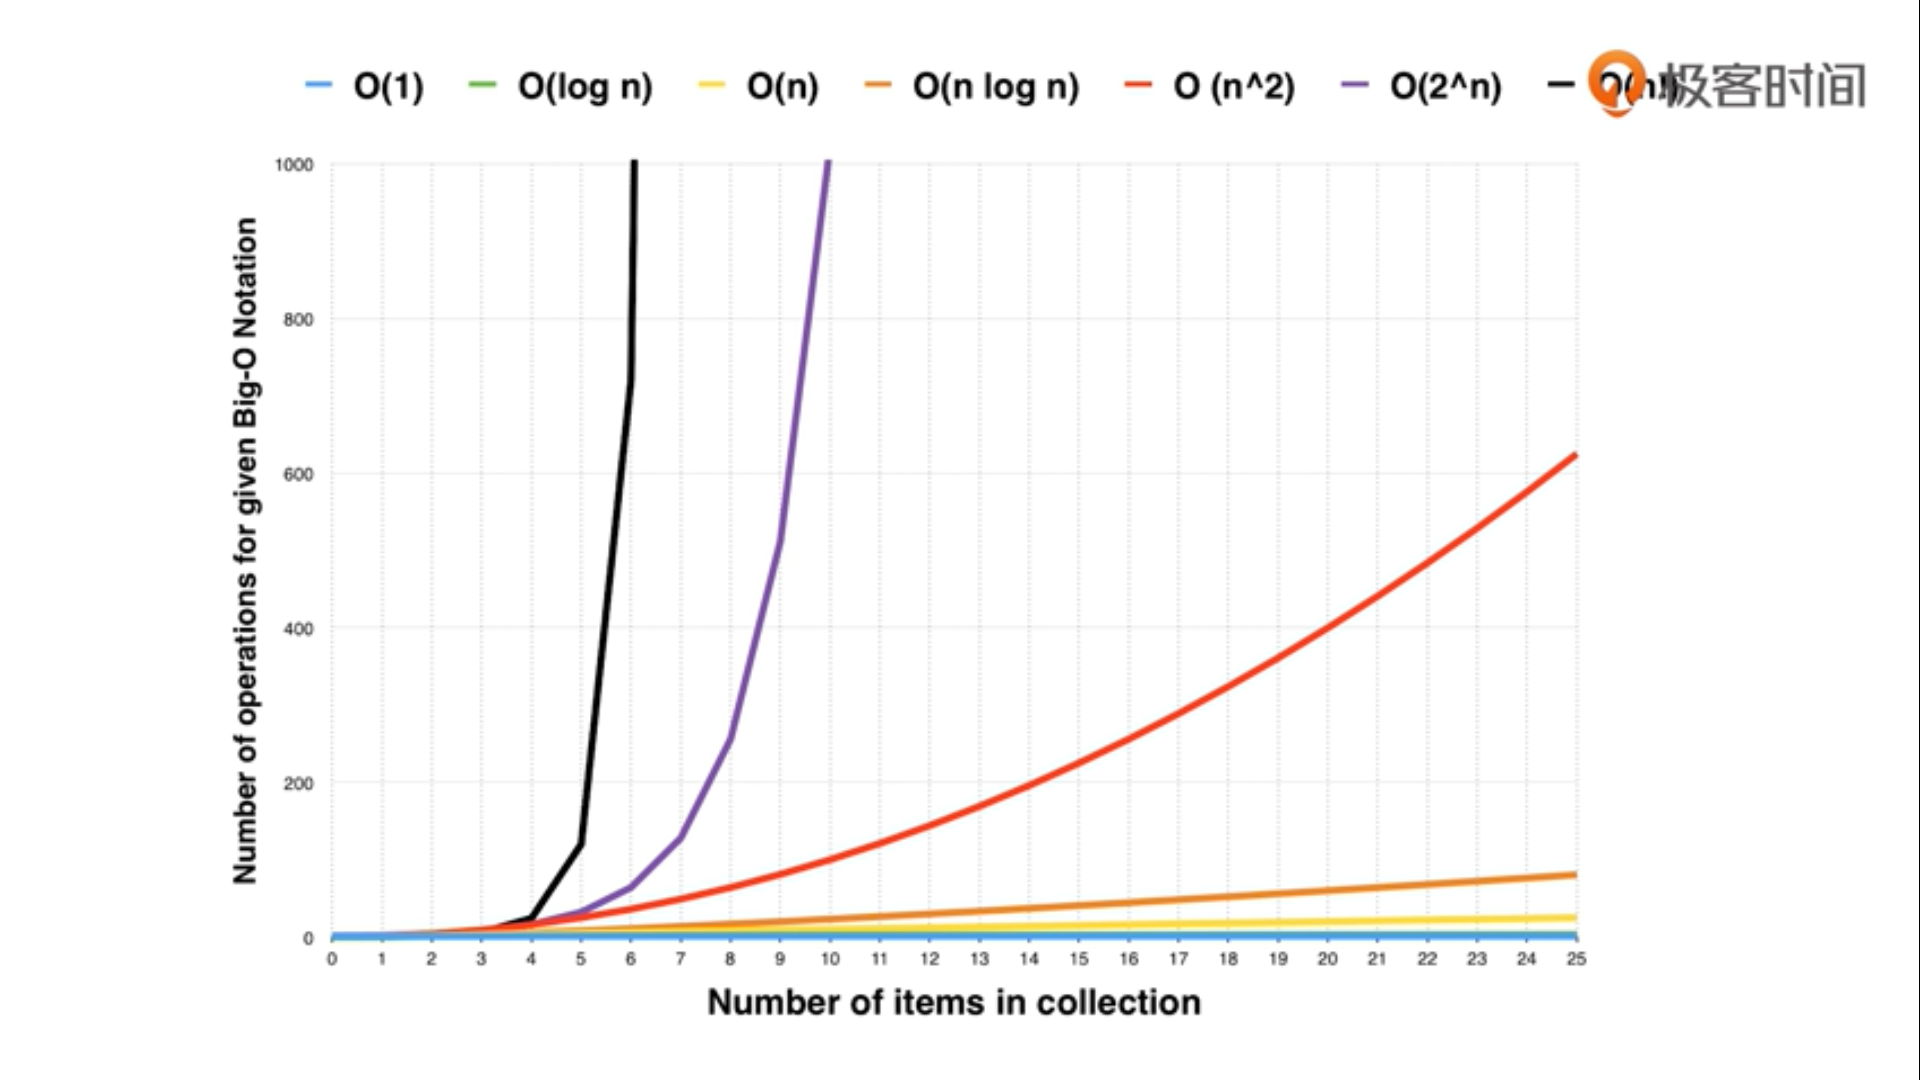 O(1) O(log n) O(n) O(n log n) O (n^2) O(2^n)
极客时间
1000
800
600
400
200
0
Number of operations for given Big-O Notation
0 1 2 3 4 5 6 7 8 9 10 11 12 13 14 15 16 17 18 19 20 21 22 23 24 25
Number of items in collection